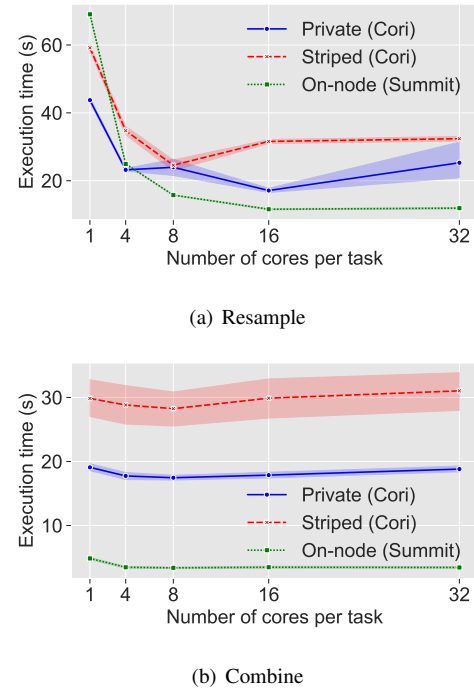 60
40
20
Execution time (s)
Private (Cori)
Striped (Cori)
On-node (Summit)
1 4 8 16 32
Number of cores per task
(a) Resample
30
20
10
Execution time (s)
Private (Cori)
Striped (Cori)
On-node (Summit)
1 4 8 16 32
Number of cores per task
(b) Combine